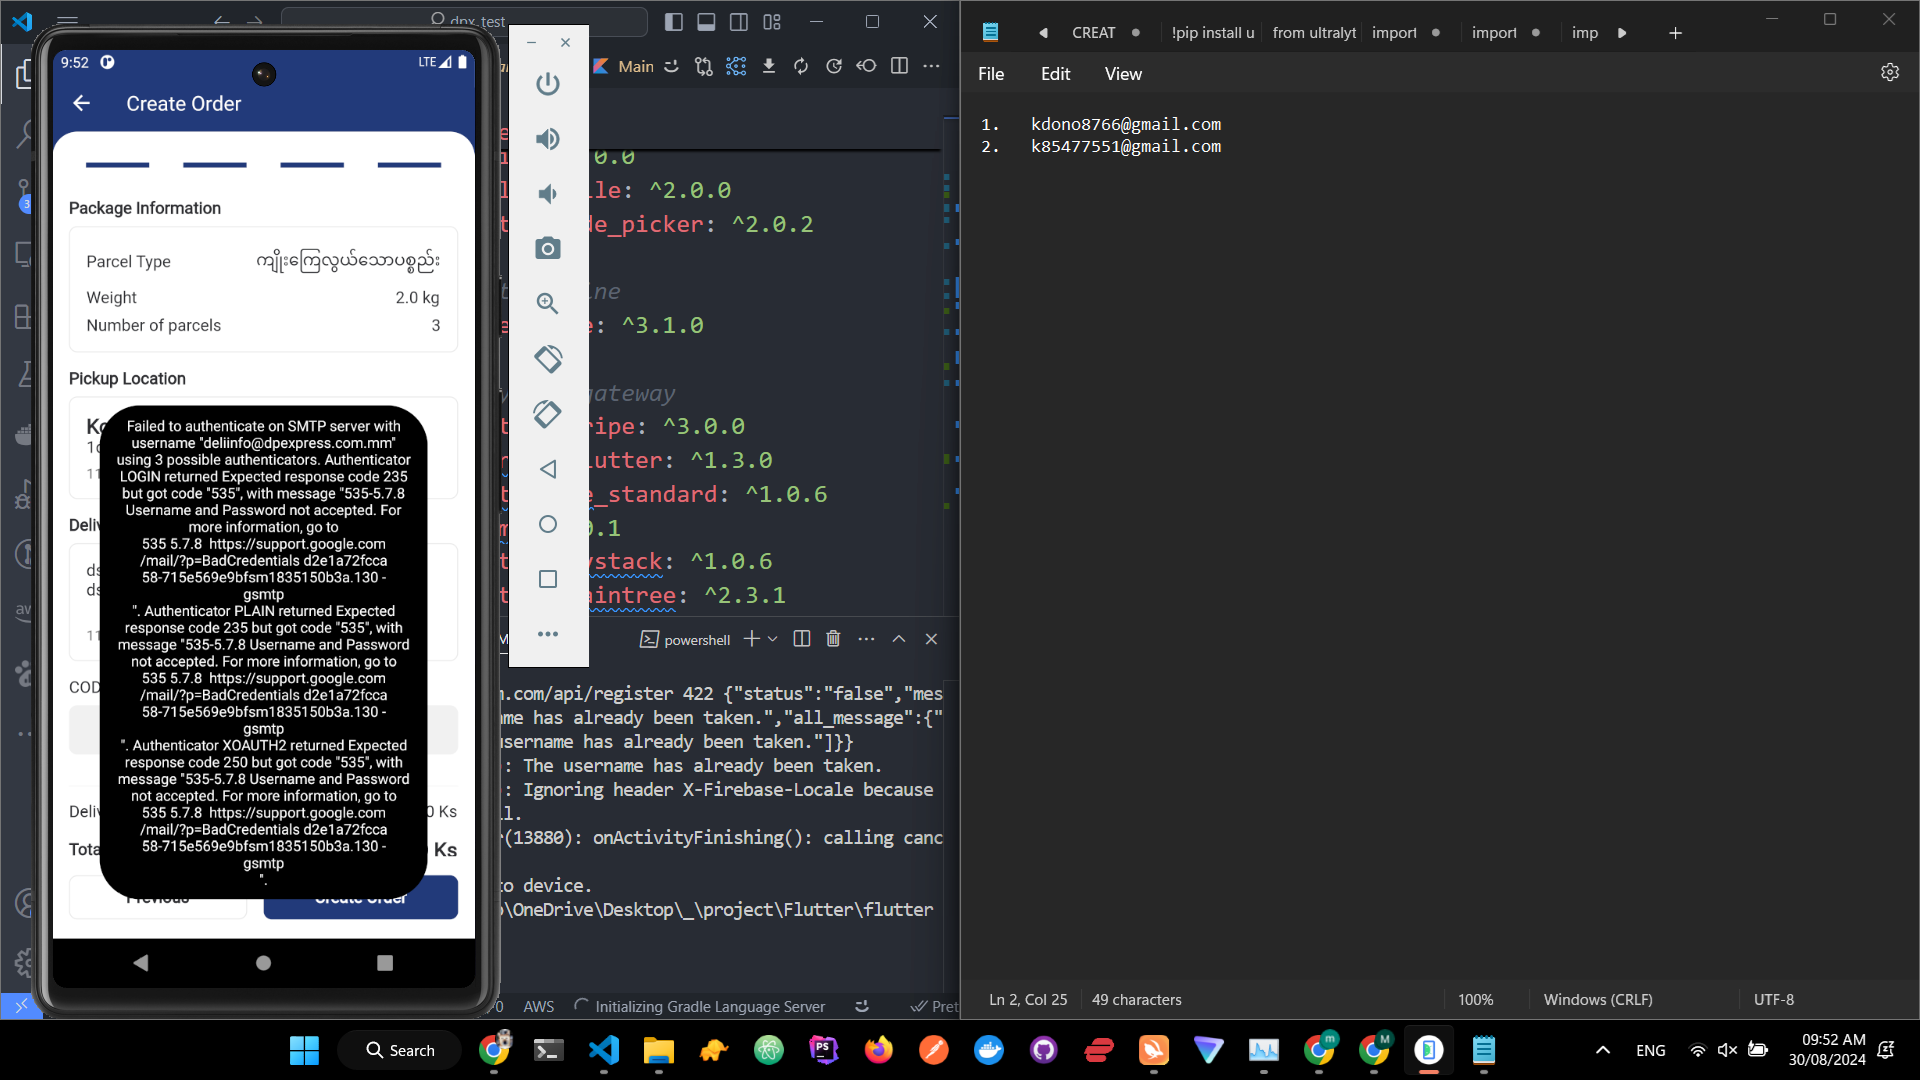 dpx_test
9:52
LTE
Create Order
Package Information
Parcel Type
ကျိုးကြေလွယ်သောပစ္စည်း
Weight
2.0 kg
Number of parcels
3
Pickup Location
Failed to authenticate on SMTP server with
username "deliinfo@dpexpress.com.mm"
using 3 possible authenticators. Authenticator
LOGIN returned Expected response code 235
but got code "535", with message "535-5.7.8
Username and Password not accepted. For
more information, go to
535 5.7.8 https://support.google.com
/mail/?p=BadCredentials d2e1a72fcca
58-715e569e9bfsm1835150b3a.130 -
gsmtp
". Authenticator PLAIN returned Expected
response code 235 but got code "535", with
message "535-5.7.8 Username and Password
not accepted. For more information, go to
535 5.7.8 https://support.google.com
/mail/?p=BadCredentials d2e1a72fcca
58-715e569e9bfsm1835150b3a.130 -
gsmtp
". Authenticator XOAUTH2 returned Expected
response code 250 but got code "535", with
message "535-5.7.8 Username and Password
not accepted. For more information, go to
535 5.7.8 https://support.google.com
/mail/?p=BadCredentials d2e1a72fcca
58-715e569e9bfsm1835150b3a.130 -
gsmtp
".
COD
0 Ks
Ks
Previous
Create Order
Main
0.0
le: ^2.0.0
de_picker: ^2.0.2
ine
e: ^3.1.0
gateway
ripe: ^3.0.0
lutter: ^1.3.0
e_standard: ^1.0.6
0.1
ystack: ^1.0.6
aintree: ^2.3.1
powershell
n.com/api/register 422 {"status":"false","mes
me has already been taken.","all_message":{"
username has already been taken."]}}
: The username has already been taken.
: Ignoring header X-Firebase-Locale because
l.
r(13880): onActivityFinishing(): calling canc
to device.
\OneDrive\Desktop\_\project\Flutter\flutter
AWS
Initializing Gradle Language Server
Pret
CREAT
!pip install u
from ultralyt
import
import
imp
File
Edit
View
1. kdono8766@gmail.com
2. k85477551@gmail.com
Ln 2, Col 25
49 characters
100%
Windows (CRLF)
UTF-8
Search
ENG
09:52 AM
30/08/2024